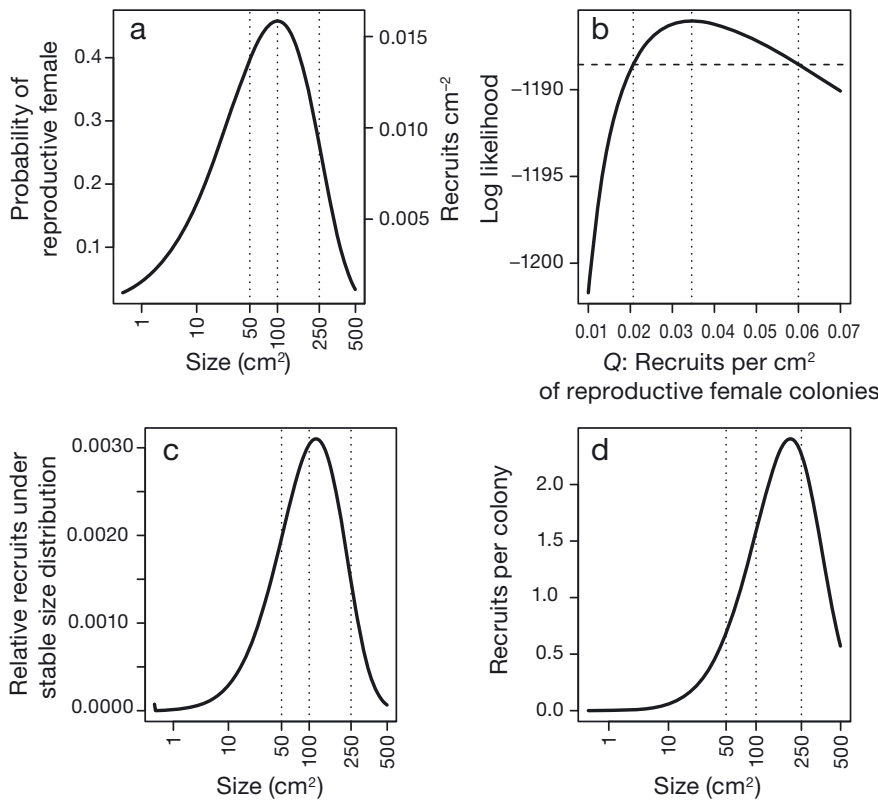 a
Probability of
reproductive female
0.4
0.3
0.2
0.1
0.015
0.010
0.005
Recruits cm⁻²
1
10
50
100
250
500
Size (cm²)
b
Log likelihood
−1190
−1195
−1200
0.01
0.02
0.03
0.04
0.05
0.06
0.07
Q: Recruits per cm²
of reproductive female colonies
c
Relative recruits under
stable size distribution
0.0030
0.0020
0.0010
0.0000
1
10
50
100
250
500
Size (cm²)
d
Recruits per colony
2.0
1.5
1.0
0.5
0.0
1
10
50
100
250
500
Size (cm²)